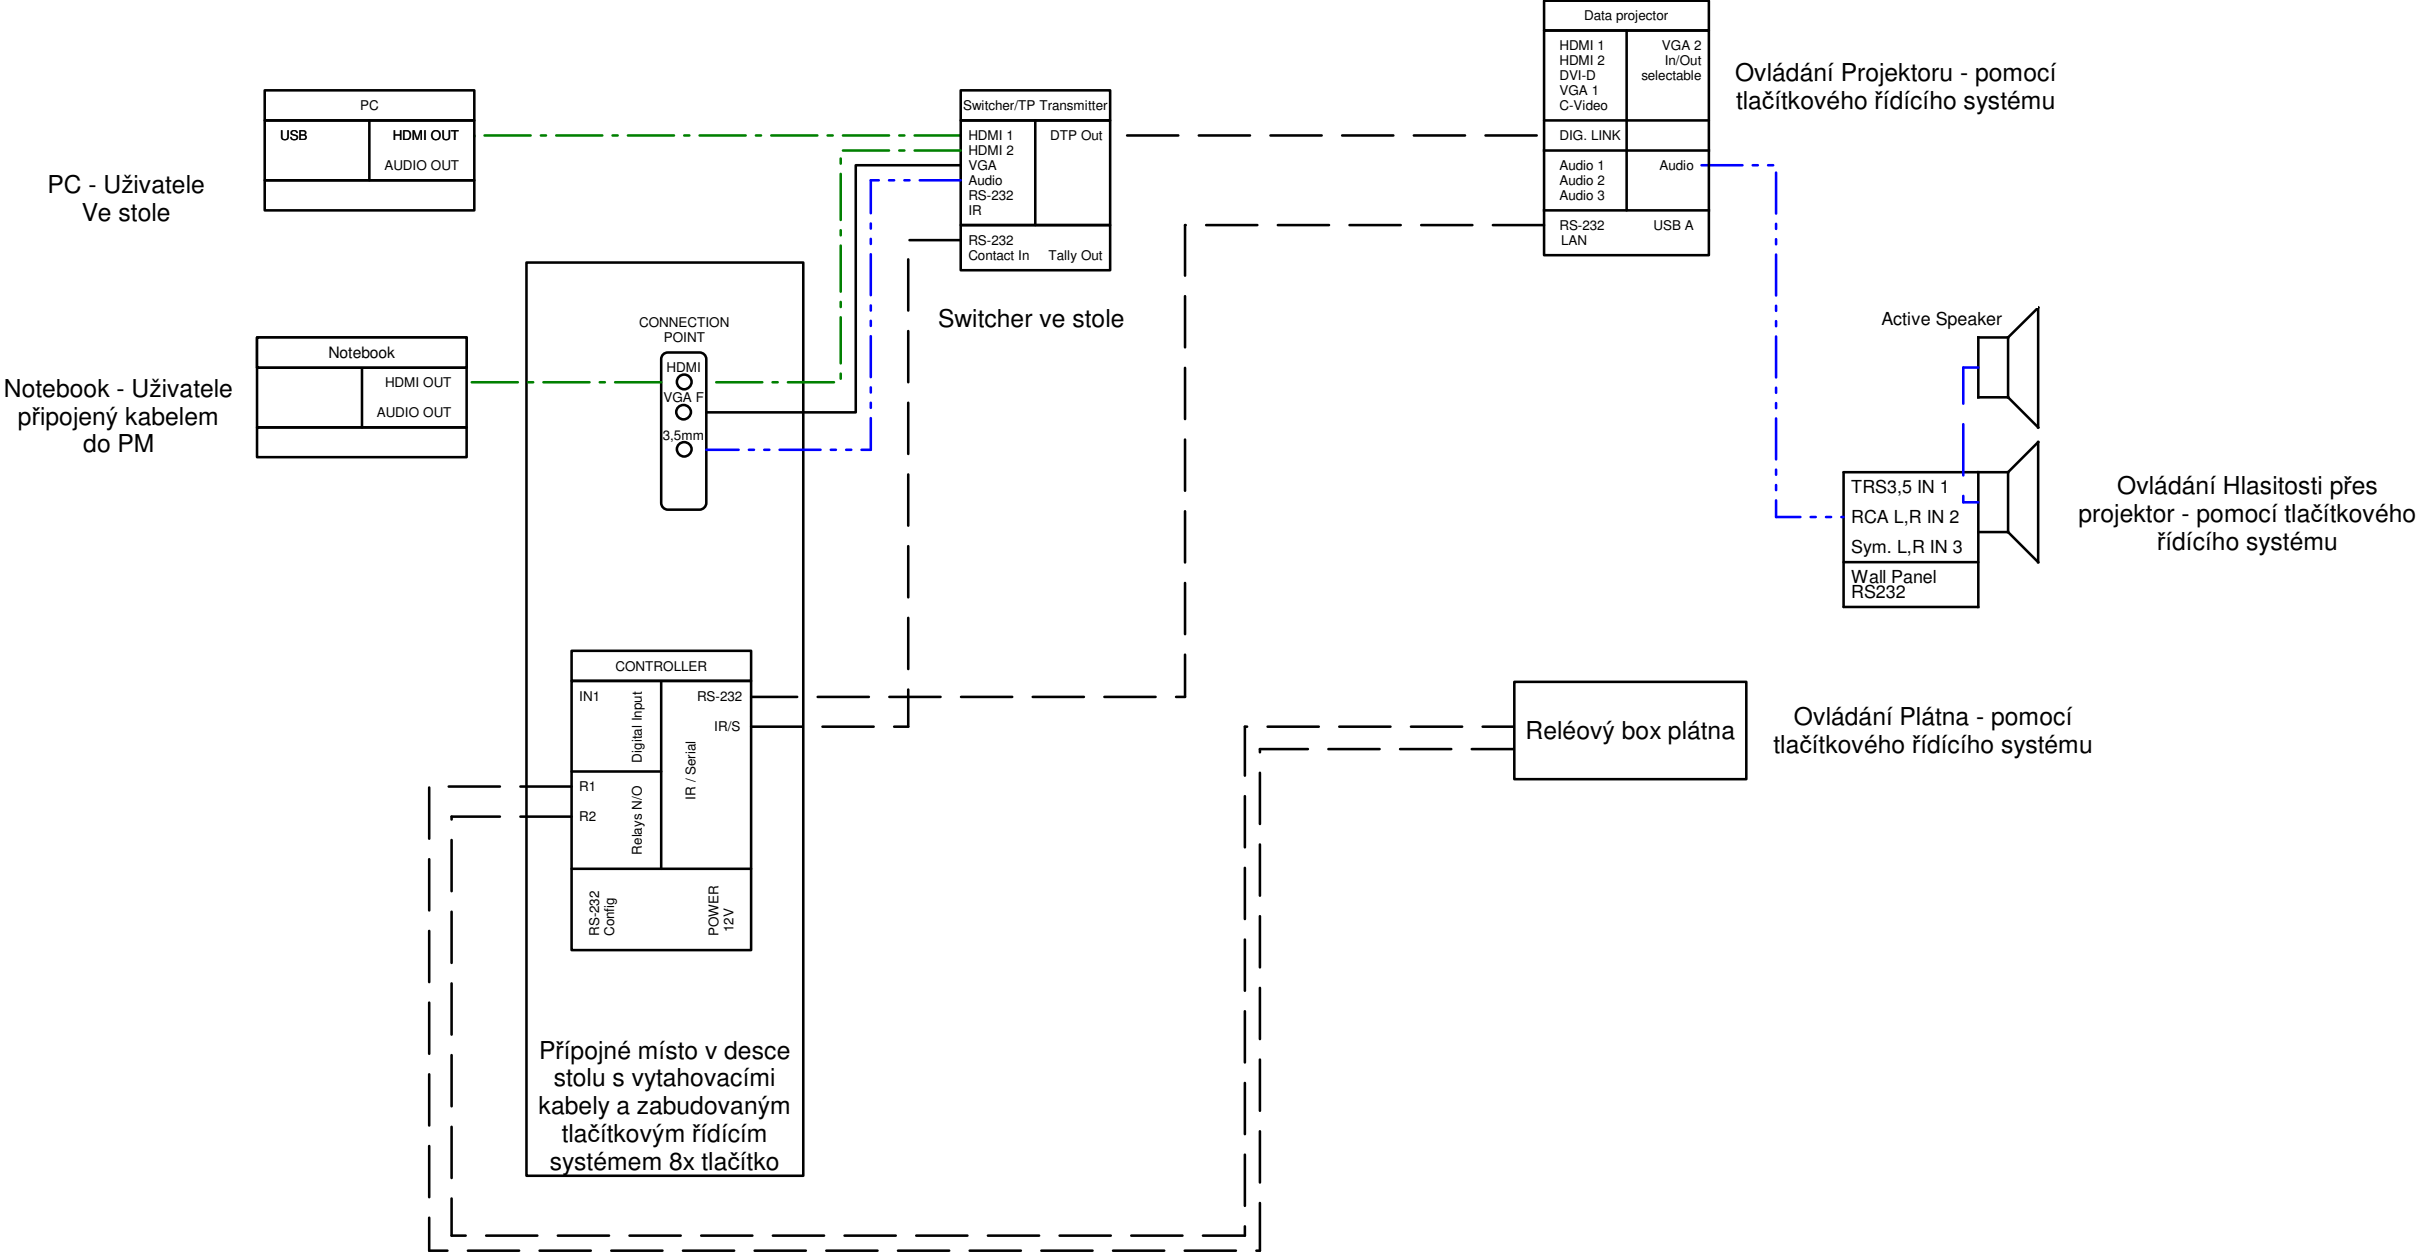 Data projector
HDMI 1
HDMI 2
DVI-D
VGA 1
C-Video
VGA 2
In/Out
selectable
DIG. LINK
Audio 1
Audio 2
Audio 3
Audio
RS-232
LAN
USB A
Ovládání Projektoru - pomocí
tlačítkového řídícího systému
PC
USB
HDMI OUT
AUDIO OUT
PC - Uživatele
Ve stole
Switcher/TP Transmitter
HDMI 1
HDMI 2
VGA
Audio
RS-232
IR
DTP Out
RS-232
Contact In
Tally Out
Switcher ve stole
CONNECTION
POINT
HDMI
VGA F
3,5mm
Notebook
HDMI OUT
AUDIO OUT
Notebook - Uživatele
připojený kabelem
do PM
Active Speaker
TRS3,5 IN 1
RCA L,R IN 2
Sym. L,R IN 3
Wall Panel
RS232
Ovládání Hlasitosti přes
projektor - pomocí tlačítkového
řídícího systému
CONTROLLER
IN1
Digital Input
RS-232
IR/S
IR / Serial
R1
R2
Relays N/O
RS-232
Config
POWER
12V
Reléový box plátna
Ovládání Plátna - pomocí
tlačítkového řídícího systému
Přípojné místo v desce
stolu s vytahovacími
kabely a zabudovaným
tlačítkovým řídícím
systémem 8x tlačítko